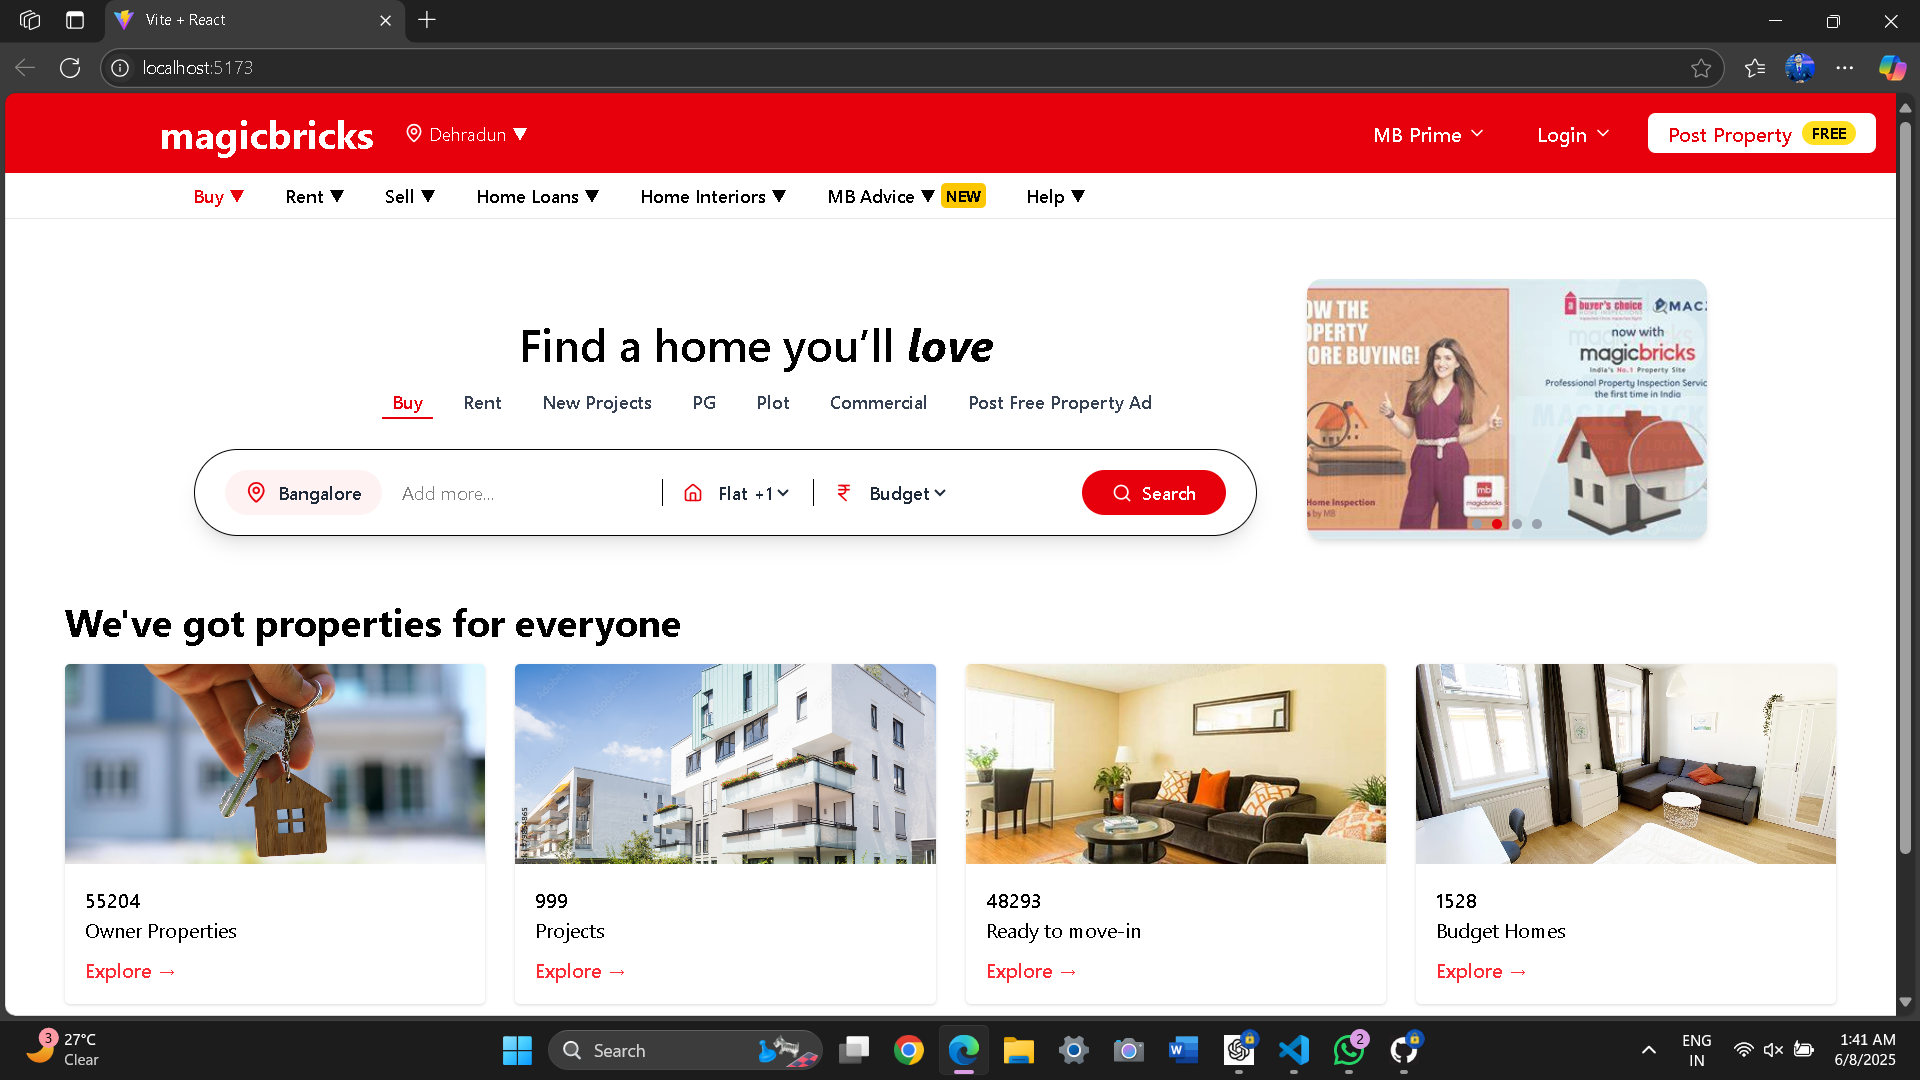 Vite + React
localhost:5173
magicbricks
Dehradun ▼
MB Prime
Login
Post Property FREE
Buy ▼
Rent ▼
Sell ▼
Home Loans ▼
Home Interiors ▼
MB Advice ▼ NEW
Help ▼
Find a home you’ll love
Buy
Rent
New Projects
PG
Plot
Commercial
Post Free Property Ad
Bangalore
Add more...
Flat +1
₹ Budget
Search
OW THE
OPERTY
ORE BUYING!
Home Inspection
s by MB
mb
magicbricks
a buyer's choice
HOME INSPECTIONS
MAC
now with
magicbricks
India's No.1 Property Site
Professional Property Inspection Servic
the first time in India
We've got properties for everyone
55204
Owner Properties
Explore →
999
Projects
Explore →
48293
Ready to move-in
Explore →
1528
Budget Homes
Explore →
3
27°C
Clear
Search
2
ENG
IN
1:41 AM
6/8/2025